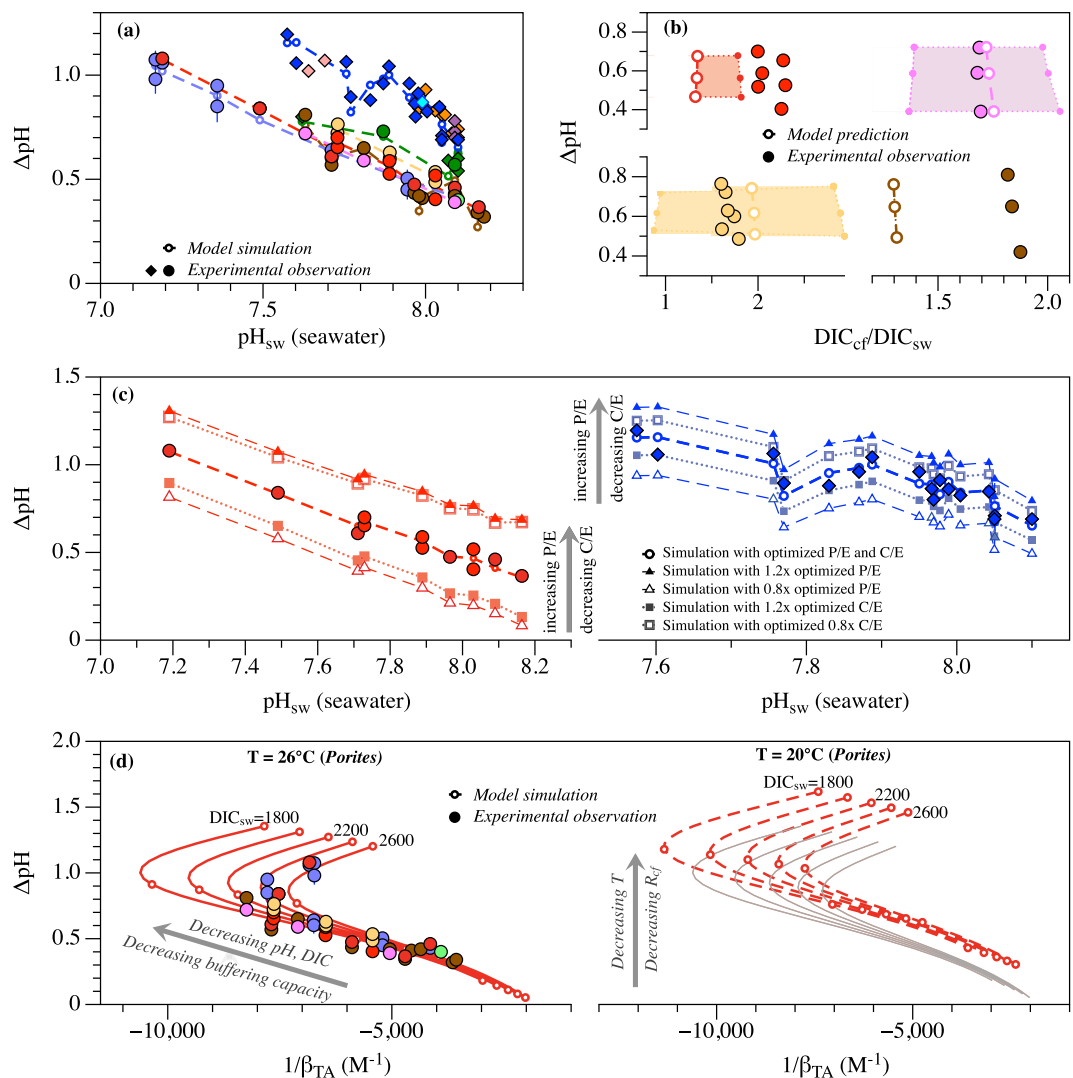 (a)
ΔpH
1.0
0.5
0
Model simulation
Experimental observation
7.0
7.5
8.0
pHsw (seawater)
(b)
ΔpH
0.8
0.6
0.4
Model prediction
Experimental observation
0.8
0.6
0.4
1
2
1.5
2.0
DICcf/DICsw
(c)
ΔpH
1.5
1.0
0.5
0
increasing P/E
decreasing C/E
7.0
7.2
7.4
7.6
7.8
8.0
8.2
pHsw (seawater)
increasing P/E
decreasing C/E
Simulation with optimized P/E and C/E
Simulation with 1.2x optimized P/E
Simulation with 0.8x optimized P/E
Simulation with 1.2x optimized C/E
Simulation with optimized 0.8x C/E
7.6
7.8
8.0
pHsw (seawater)
(d)
ΔpH
2.0
1.5
1.0
0.5
0
T = 26°C (Porites)
Model simulation
Experimental observation
DICsw=1800
2200
2600
Decreasing pH, DIC
Decreasing buffering capacity
−10,000
−5,000
1/βTA (M-1)
T = 20°C (Porites)
DICsw=1800
2200
2600
Decreasing T
Decreasing Rcf
−10,000
−5,000
1/βTA (M-1)